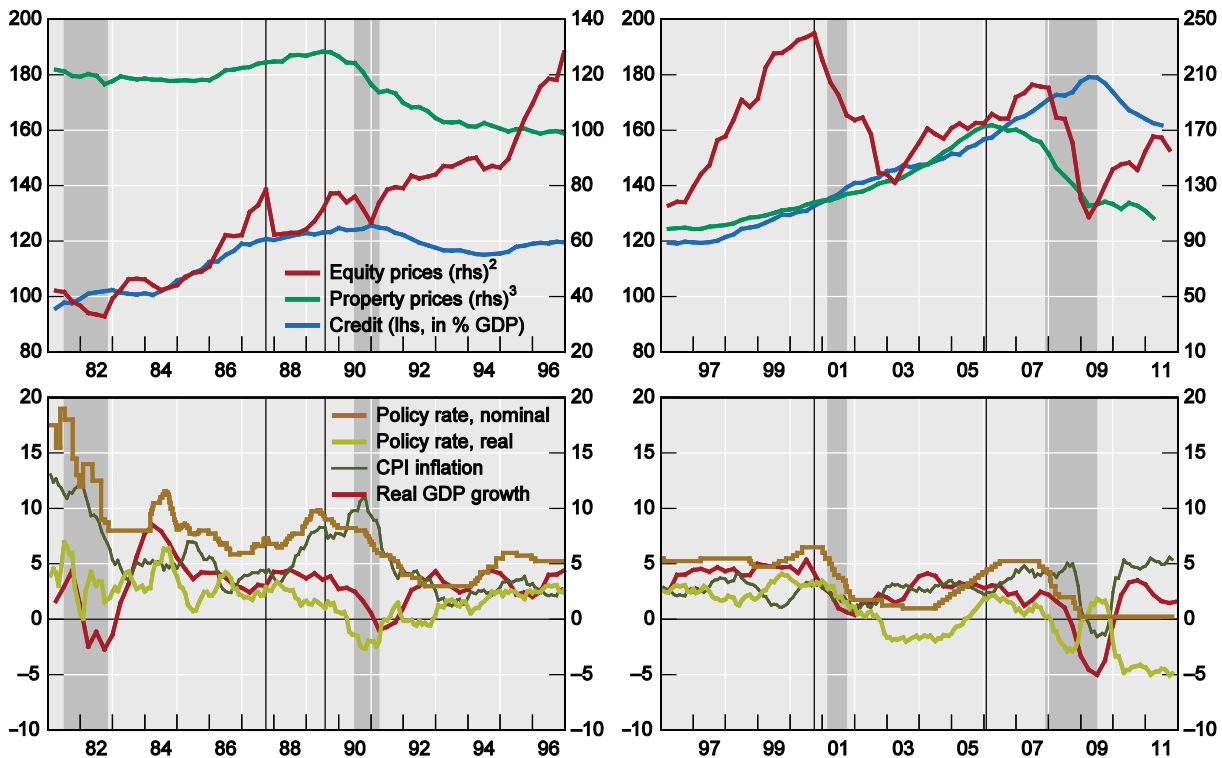 200 140 200 250
180 120 180 210
160 100 160 170
140 80 140 130
120 60 120 90
Equity prices (rhs)2
100 40 100 50
Property prices (rhs)3
Credit (lhs, in % GDP)
80 20 80 10
82 84 86 88 90 92 94 96 97 99 01 03 05 07 09 11
20 20 20 20
Policy rate, nominal
15 15 15 15
Policy rate, real
CPI inflation
Real GDP growth
10 10 10 10
5 5 5 5
0 0 0 0
–5 –5 –5 –5
–10 –10 –10 –10
82 84 86 88 90 92 94 96 97 99 01 03 05 07 09 11